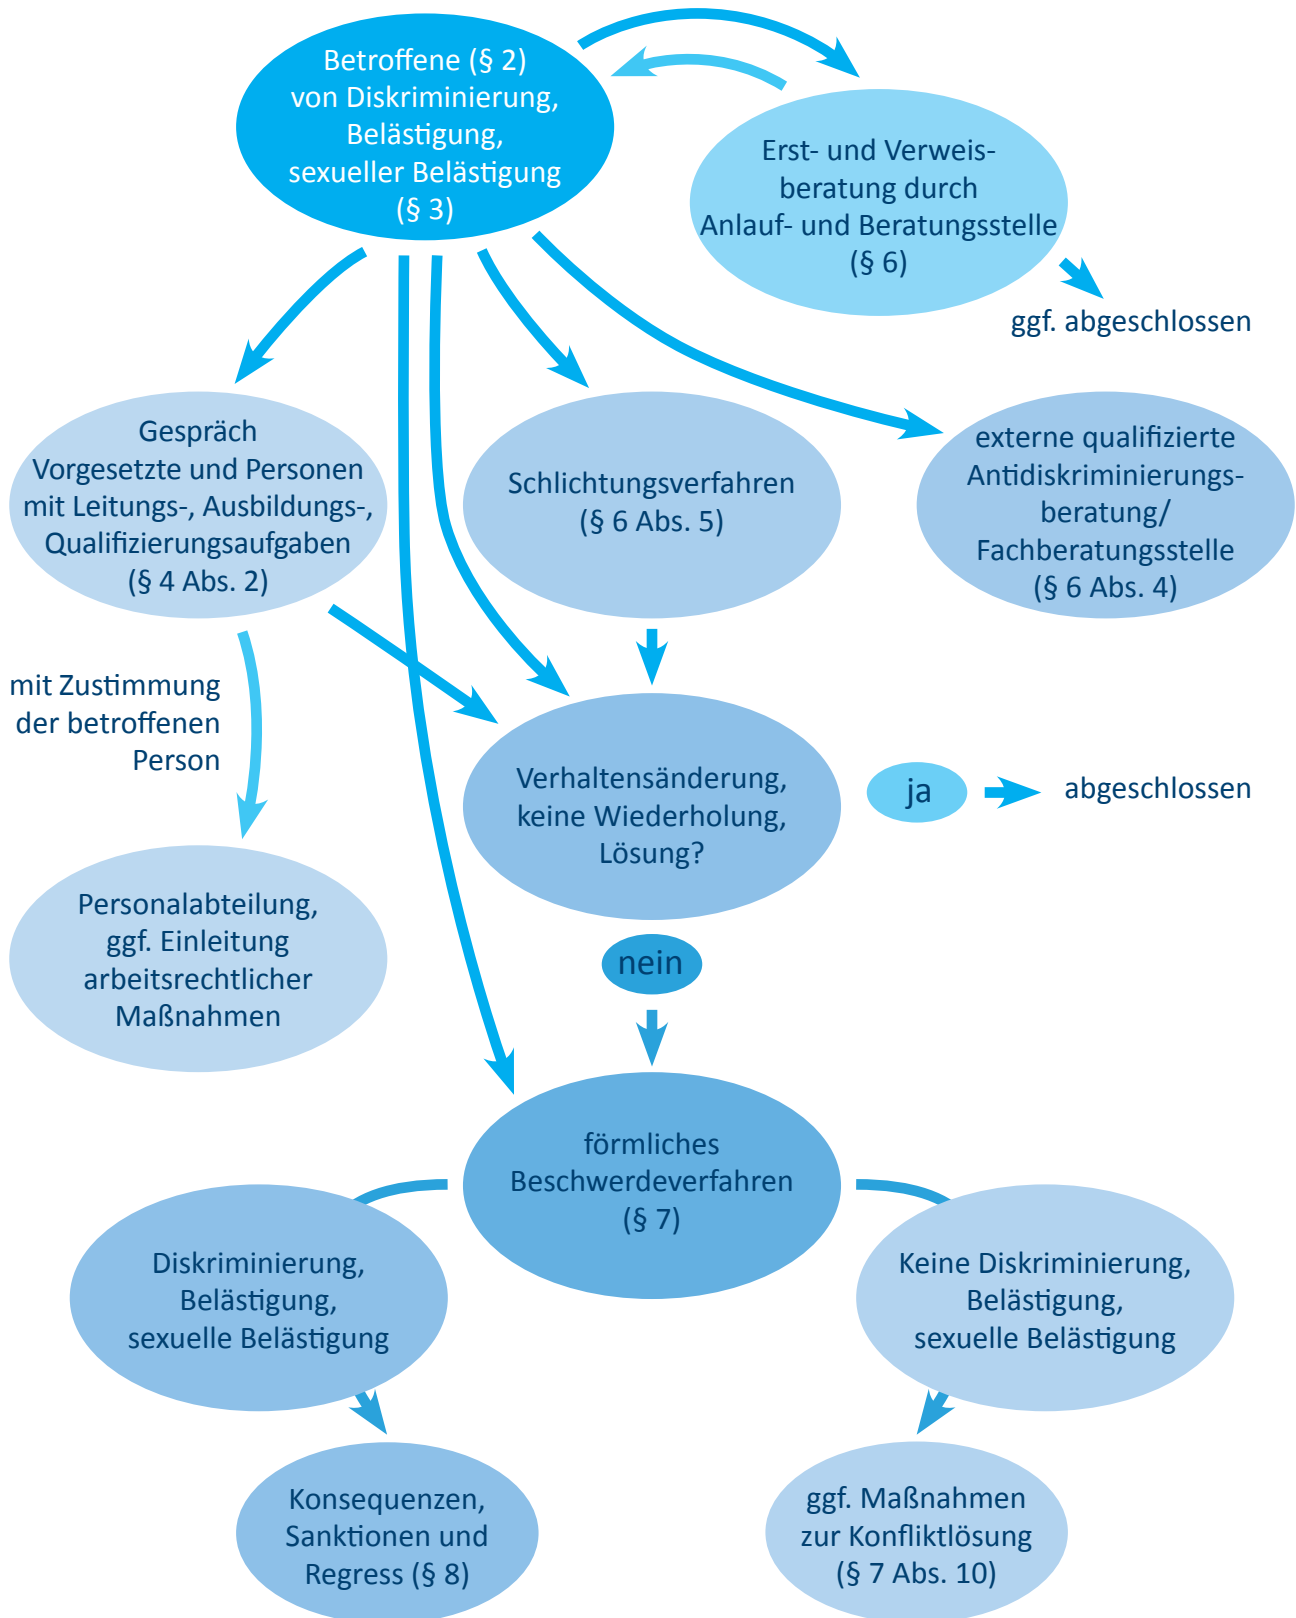 Betroffene (§ 2)
von Diskriminierung,
Belästigung,
sexueller Belästigung
(§ 3)
Erst- und Verweis-
beratung durch
Anlauf- und Beratungsstelle
(§ 6)
ggf. abgeschlossen
Gespräch
Vorgesetzte und Personen
mit Leitungs-, Ausbildungs-,
Qualifizierungsaufgaben
(§ 4 Abs. 2)
Schlichtungsverfahren
(§ 6 Abs. 5)
externe qualifizierte
Antidiskriminierungs-
beratung/
Fachberatungsstelle
(§ 6 Abs. 4)
mit Zustimmung
der betroffenen
Person
Verhaltensänderung,
keine Wiederholung,
Lösung?
ja
abgeschlossen
Personalabteilung,
ggf. Einleitung
arbeitsrechtlicher
Maßnahmen
nein
förmliches
Beschwerdeverfahren
(§ 7)
Diskriminierung,
Belästigung,
sexuelle Belästigung
Keine Diskriminierung,
Belästigung,
sexuelle Belästigung
Konsequenzen,
Sanktionen und
Regress (§ 8)
ggf. Maßnahmen
zur Konfliktlösung
(§ 7 Abs. 10)